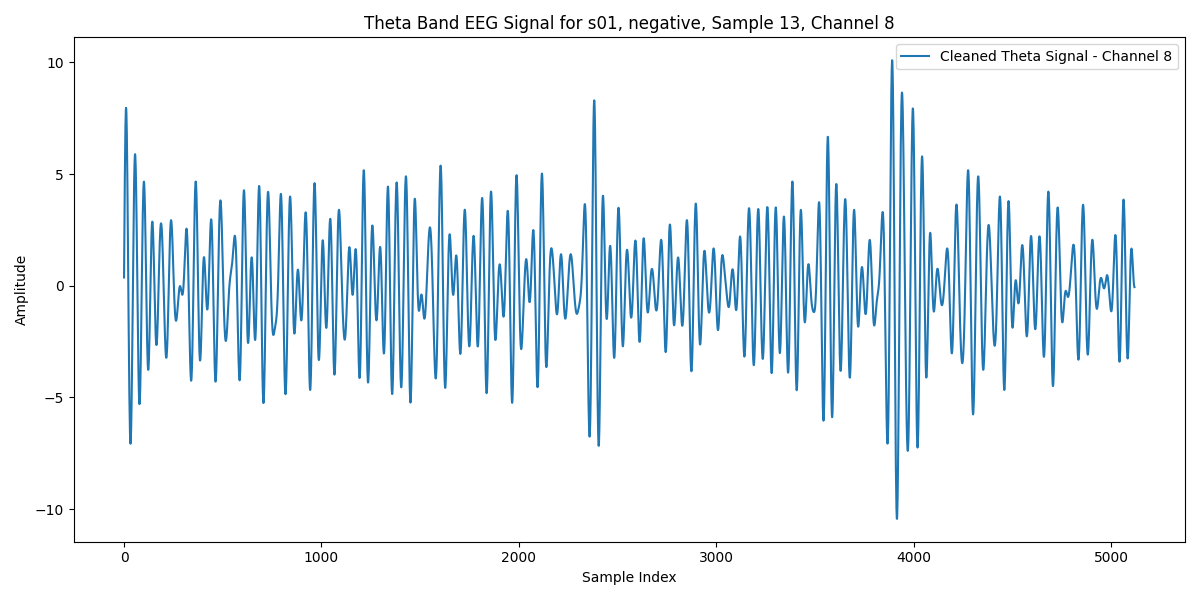 Theta Band EEG Signal for s01, negative, Sample 13, Channel 8
Cleaned Theta Signal - Channel 8
10
5
0
−5
−10
Amplitude
0 1000 2000 3000 4000 5000
Sample Index